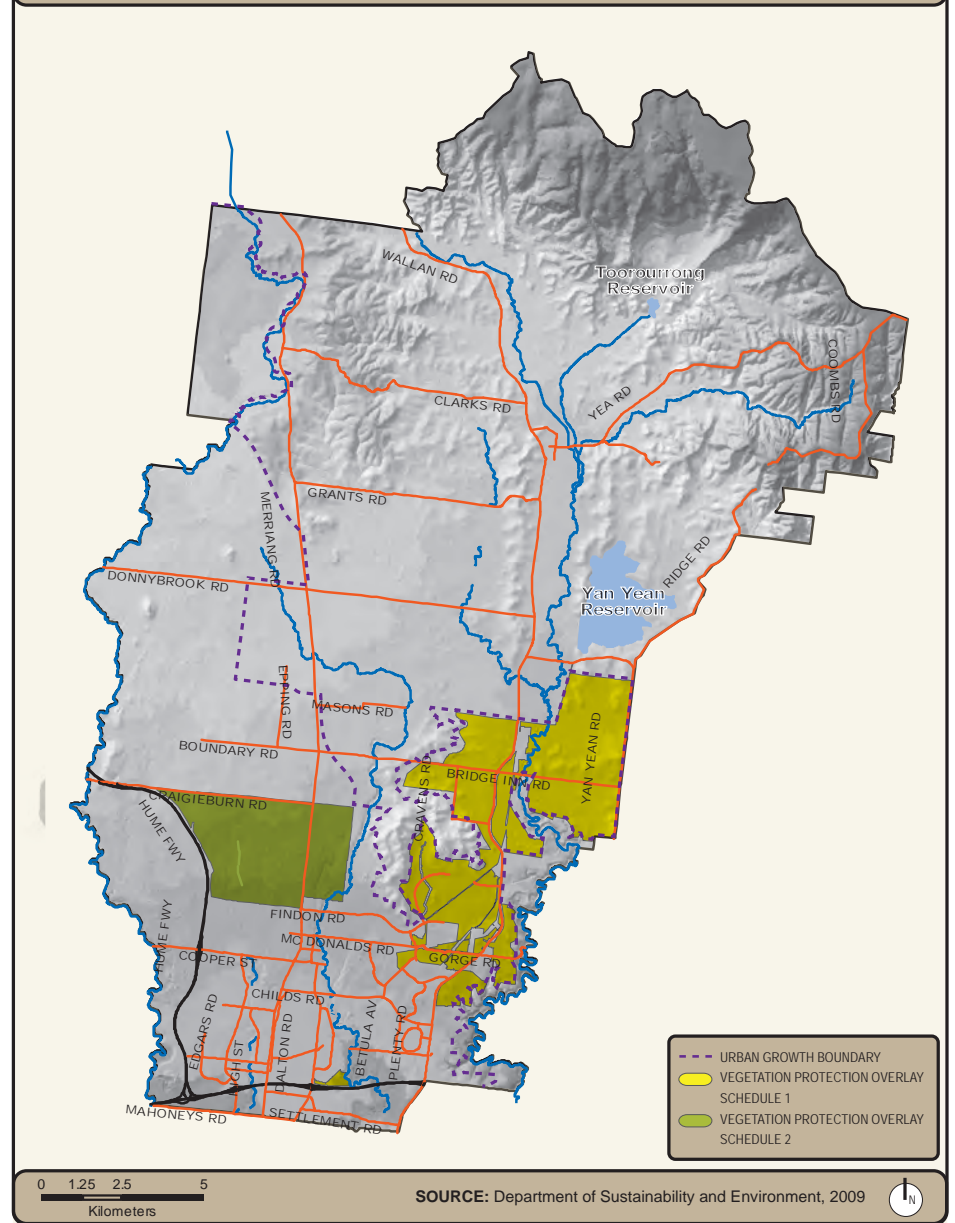 WALLAN RD
Toorourrong
Reservoir
COOMBS RD
YEA RD
CLARKS RD
GRANTS RD
MERRIANG RD
RIDGE RD
DONNYBROOK RD
Yan Yean
Reservoir
EPPING RD
MASONS RD
YAN YEAN RD
BOUNDARY RD
BRIDGE INN RD
GRAVENS RD
CRAIGIEBURN RD
HUME FWY
FINDON RD
HUME FWY
MC DONALDS RD
COOPER ST
GORGE RD
CHILDS RD
EDGARS RD
HIGH ST
DALTON RD
BETULA AV
PLENTY RD
MAHONEYS RD
SETTLEMENT RD
URBAN GROWTH BOUNDARY
VEGETATION PROTECTION OVERLAY
SCHEDULE 1
VEGETATION PROTECTION OVERLAY
SCHEDULE 2
0 1.25 2.5 5
Kilometers
SOURCE: Department of Sustainability and Environment, 2009
N